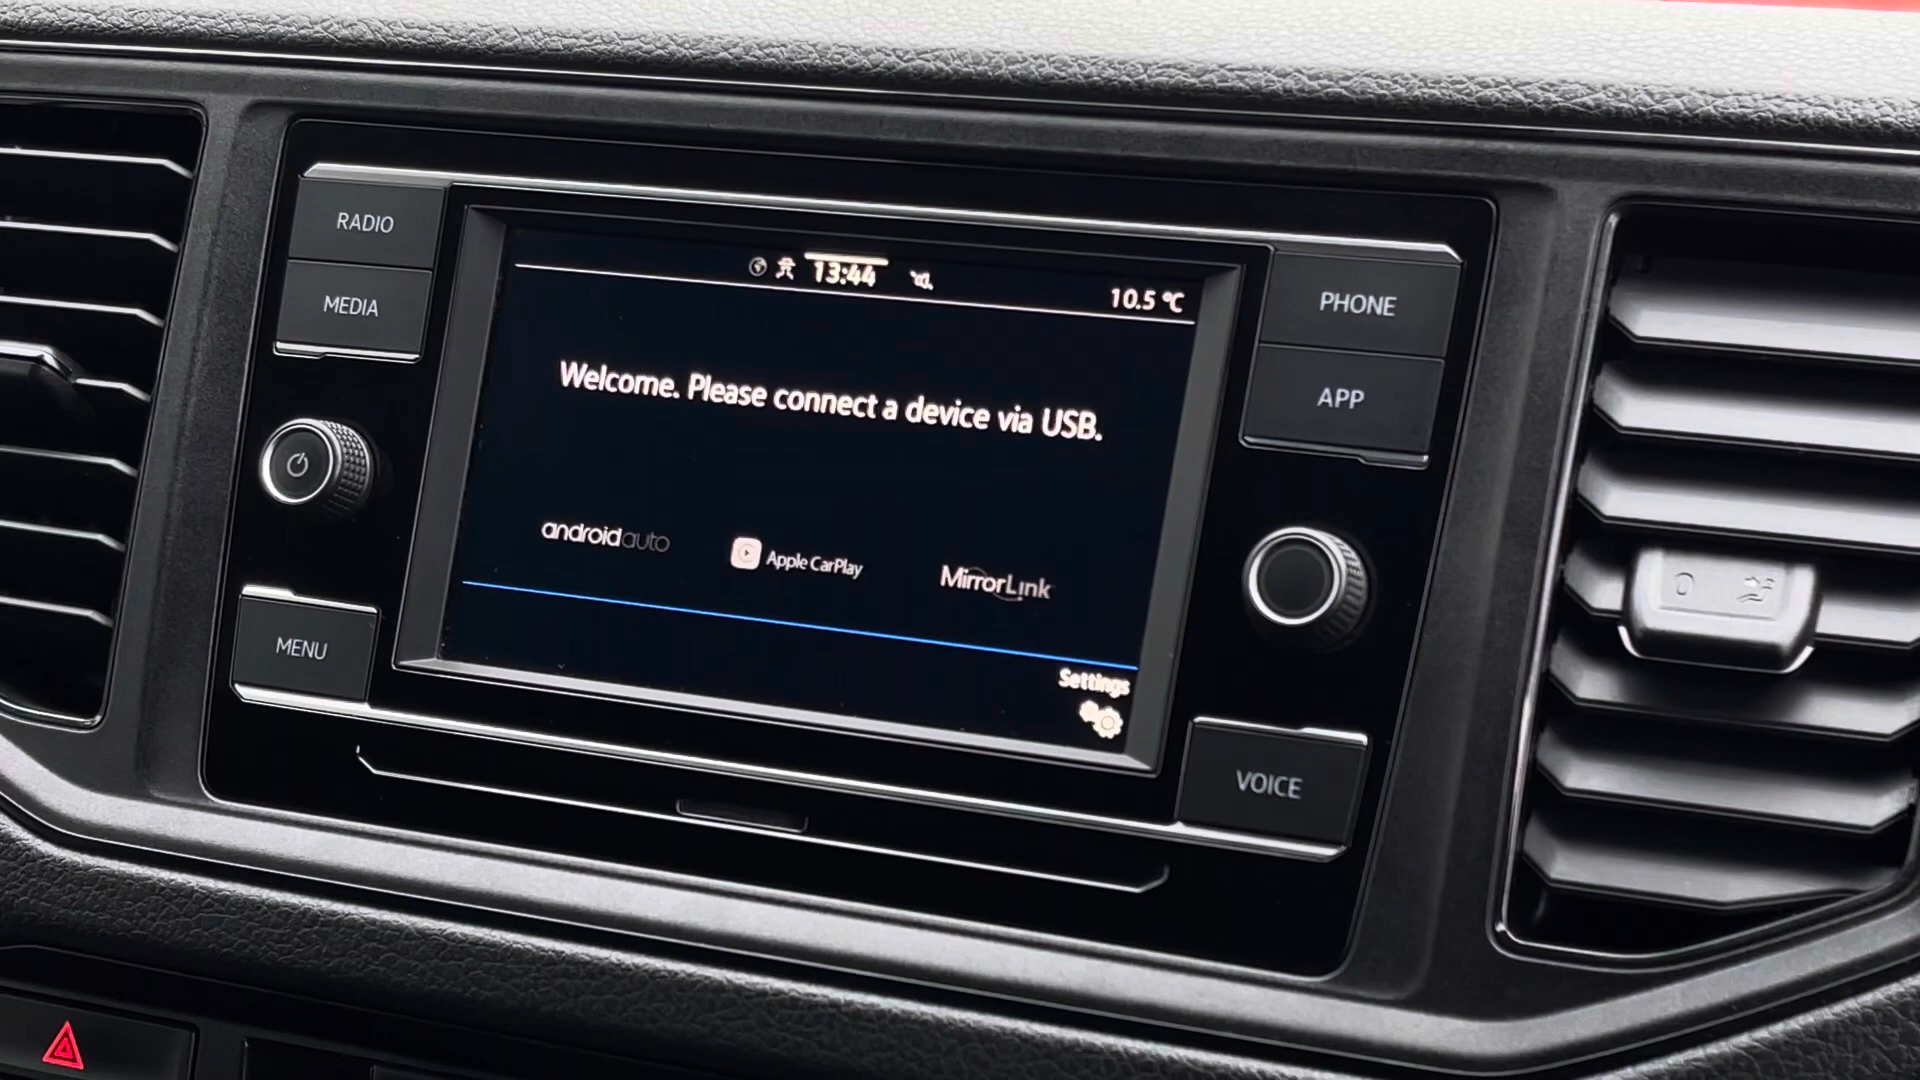 RADIO
MEDIA
MENU
13:44
10.5 °C
Welcome. Please connect a device via USB.
androidauto
Apple CarPlay
MirrorLink
Settings
PHONE
APP
VOICE
0